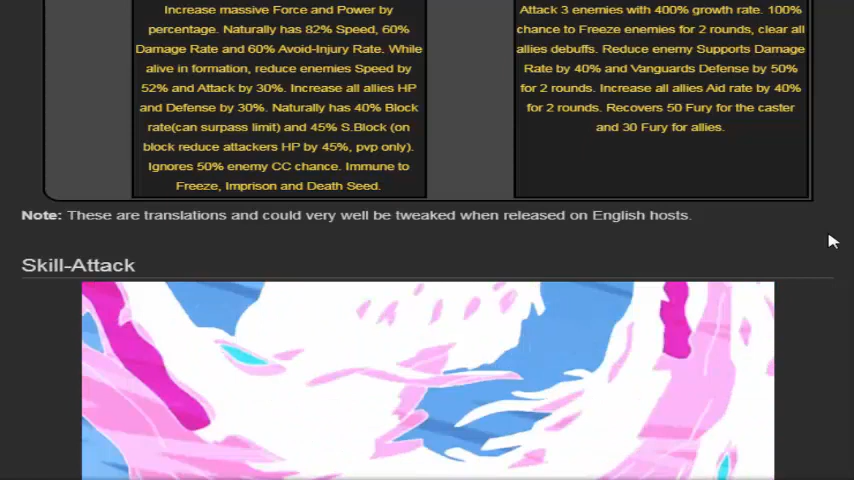 Increase massive Force and Power by
percentage. Naturally has 82% Speed, 60%
Damage Rate and 60% Avoid-Injury Rate. While
alive in formation, reduce enemies Speed by
52% and Attack by 30%. Increase all allies HP
and Defense by 30%. Naturally has 40% Block
rate(can surpass limit) and 45% S.Block (on
block reduce attackers HP by 45%, pvp only).
Ignores 50% enemy CC chance. Immune to
Freeze, Imprison and Death Seed.
Attack 3 enemies with 400% growth rate. 100%
chance to Freeze enemies for 2 rounds, clear all
allies debuffs. Reduce enemy Supports Damage
Rate by 40% and Vanguards Defense by 50%
for 2 rounds. Increase all allies Aid rate by 40%
for 2 rounds. Recovers 50 Fury for the caster
and 30 Fury for allies.
Note: These are translations and could very well be tweaked when released on English hosts.
Skill-Attack